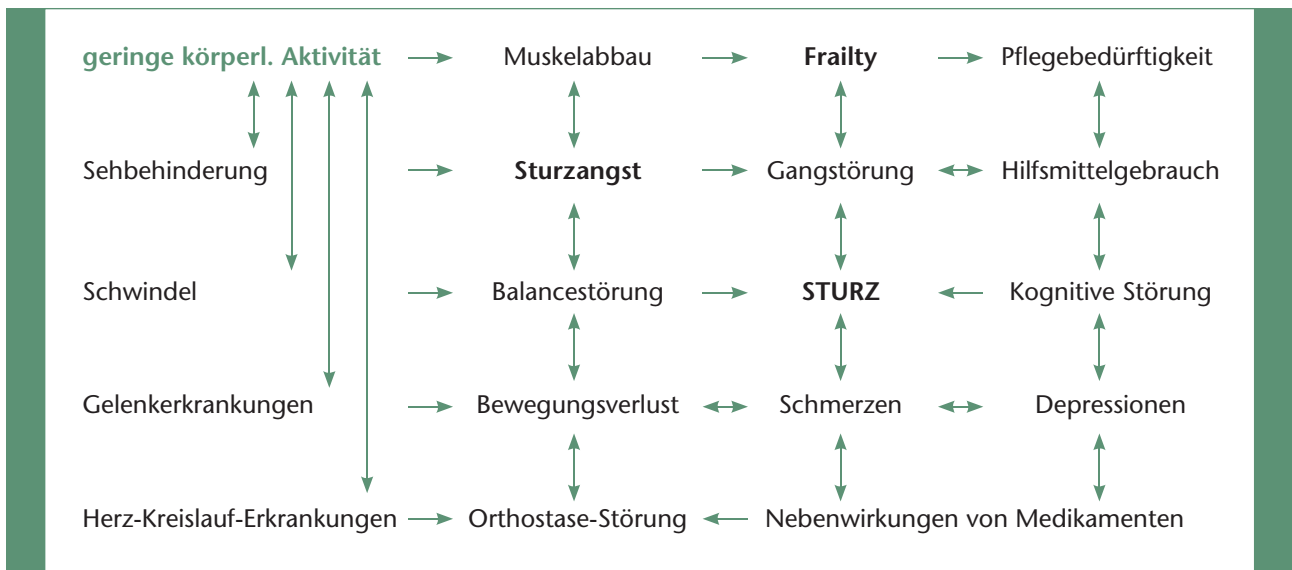 geringe körperl. Aktivität Muskelabbau Frailty Pflegebedürftigkeit
Sehbehinderung Sturzangst Gangstörung Hilfsmittelgebrauch
Schwindel Balancestörung STURZ Kognitive Störung
Gelenkerkrankungen Bewegungsverlust Schmerzen Depressionen
Herz-Kreislauf-Erkrankungen Orthostase-Störung Nebenwirkungen von Medikamenten